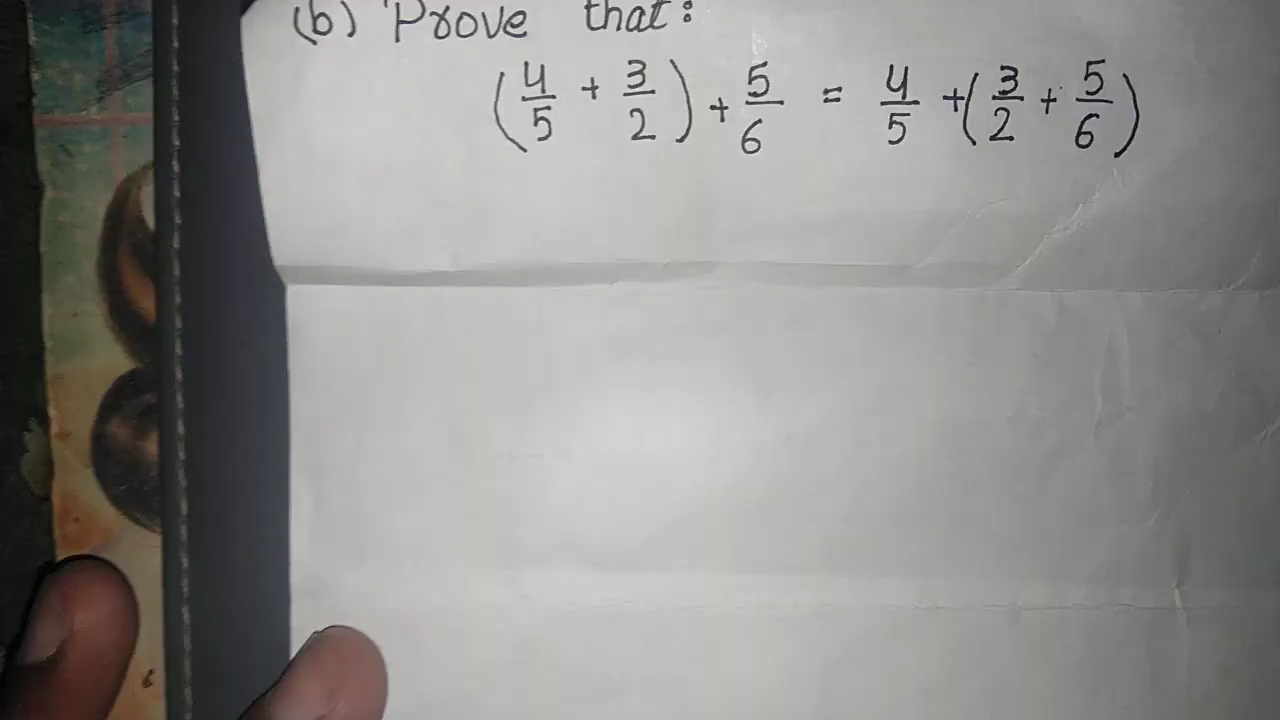 (b) Prove that:
(4/5 + 3/2) + 5/6 = 4/5 + (3/2 + 5/6)